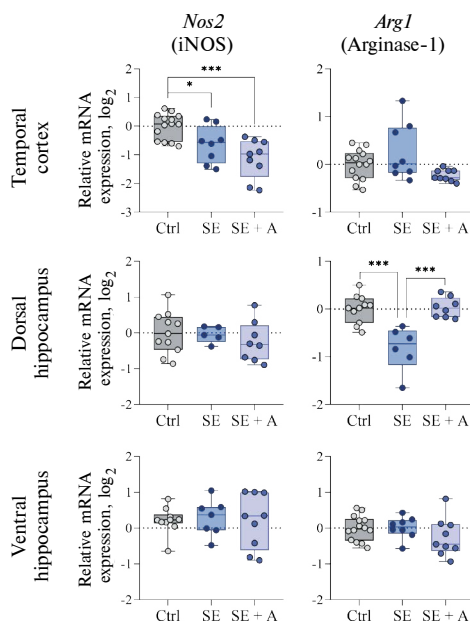 Nos2
(iNOS)
Arg1
(Arginase-1)
Temporal
cortex
Relative mRNA
expression, log2
2
1
0
-1
-2
-3
*
***
Ctrl SE SE + A
2
1
0
-1
Ctrl SE SE + A
Dorsal
hippocampus
Relative mRNA
expression, log2
2
1
0
-1
-2
Ctrl SE SE + A
1
0
-1
-2
*** ***
Ctrl SE SE + A
Ventral
hippocampus
Relative mRNA
expression, log2
2
1
0
-1
-2
Ctrl SE SE + A
2
1
0
-1
-2
Ctrl SE SE + A